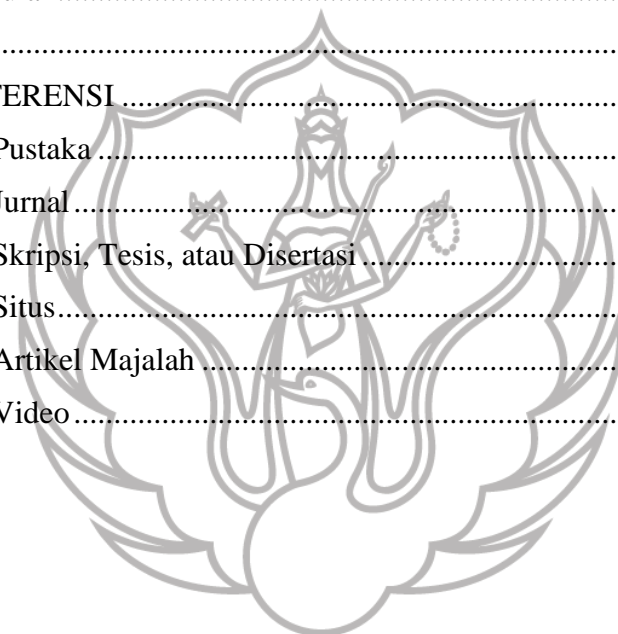 TERENSI ........................................................................
Pustaka ........................................................................
Jurnal ........................................................................
Skripsi, Tesis, atau Disertasi ........................................
Situs ........................................................................
Artikel Majalah ........................................................
Video ........................................................................